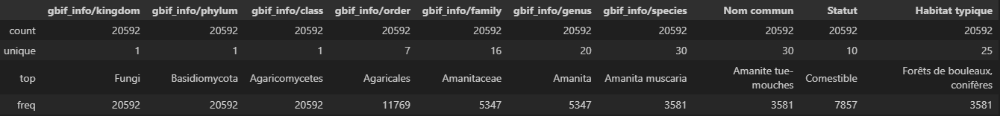 gbif_info/kingdom gbif_info/phylum gbif_info/class gbif_info/order gbif_info/family gbif_info/genus gbif_info/species Nom commun Statut Habitat typique
count 20592 20592 20592 20592 20592 20592 20592 20592 20592 20592
unique 1 1 1 7 16 20 30 30 10 25
top Fungi Basidiomycota Agaricomycetes Agaricales Amanitaceae Amanita Amanita muscaria Amanite tue-
mouches Comestible Forêts de bouleaux,
conifères
freq 20592 20592 20592 11769 5347 5347 3581 3581 7857 3581